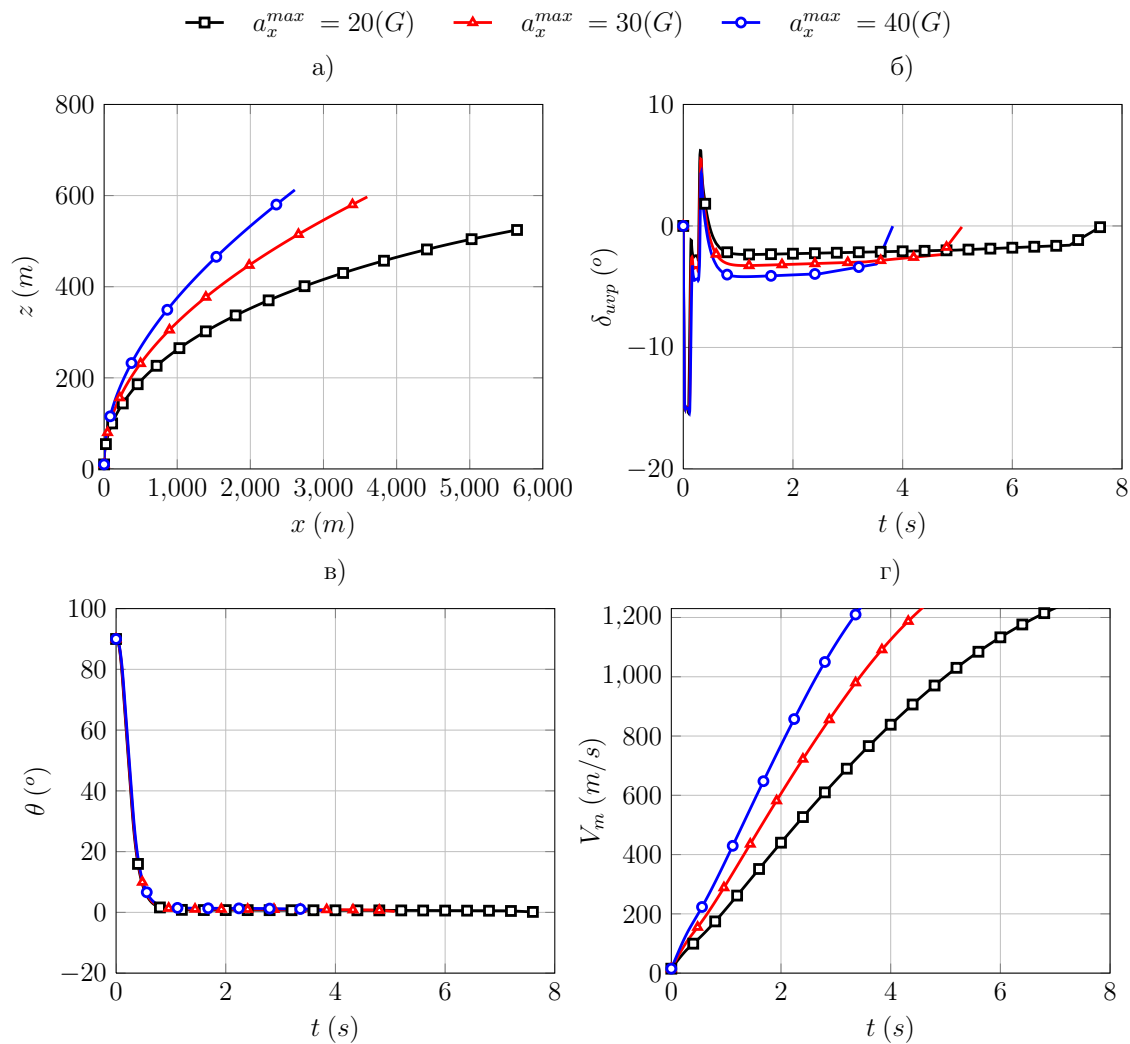 a_x^{max} = 20(G) a_x^{max} = 30(G) a_x^{max} = 40(G)
а)
800
600
400
200
0
z (m)
0 1,000 2,000 3,000 4,000 5,000 6,000
x (m)
б)
10
0
−10
−20
δ_{uvp} (°)
0 2 4 6 8
t (s)
в)
100
80
60
40
20
0
−20
θ (°)
0 2 4 6 8
t (s)
г)
1,200
1,000
800
600
400
200
0
V_m (m/s)
0 2 4 6 8
t (s)